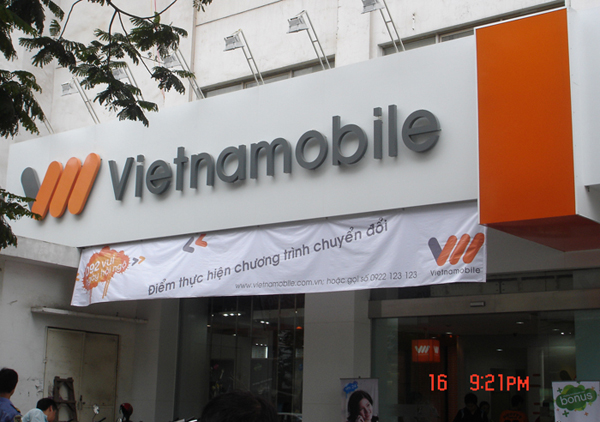 Vietnamobile
Điểm thực hiện chương trình chuyển đổi
www.vietnamobile.com.vn; hoặc gọi số 0922 123 123
Vietnamobile
bonus
16 9:21PM